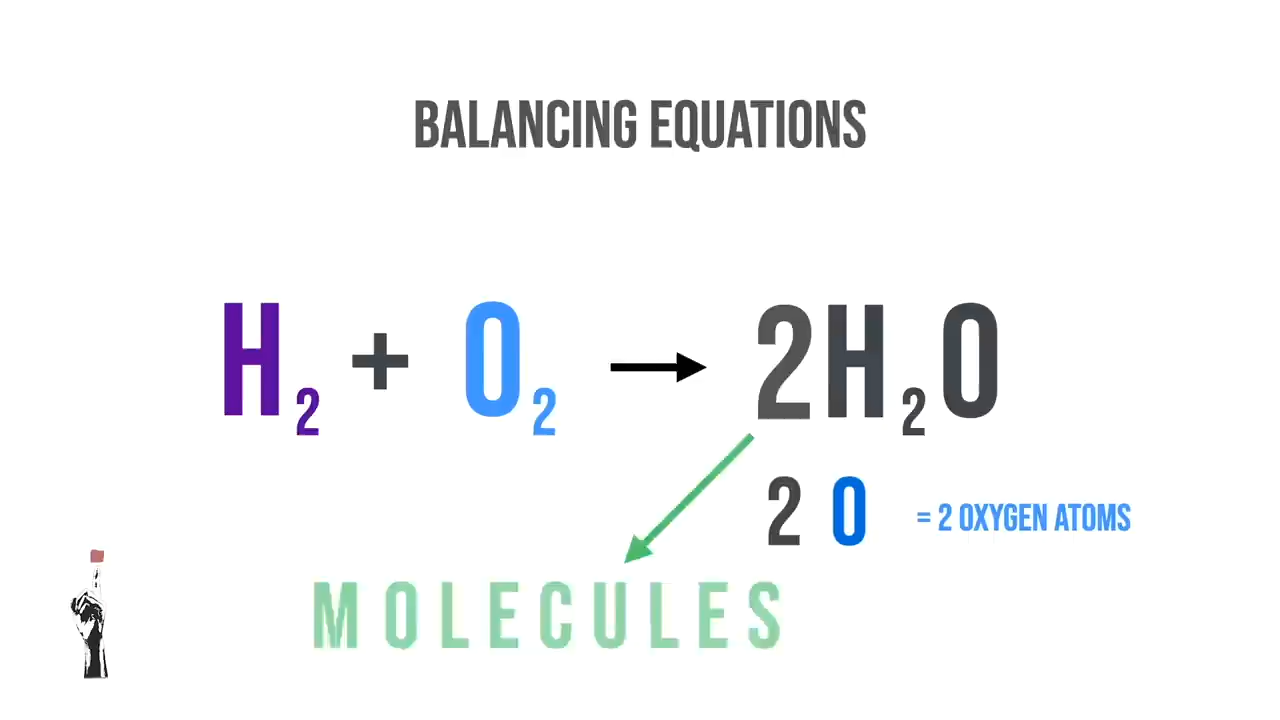 BALANCING EQUATIONS
H₂ + O₂ → 2H₂O
2 O = 2 OXYGEN ATOMS
MOLECULES